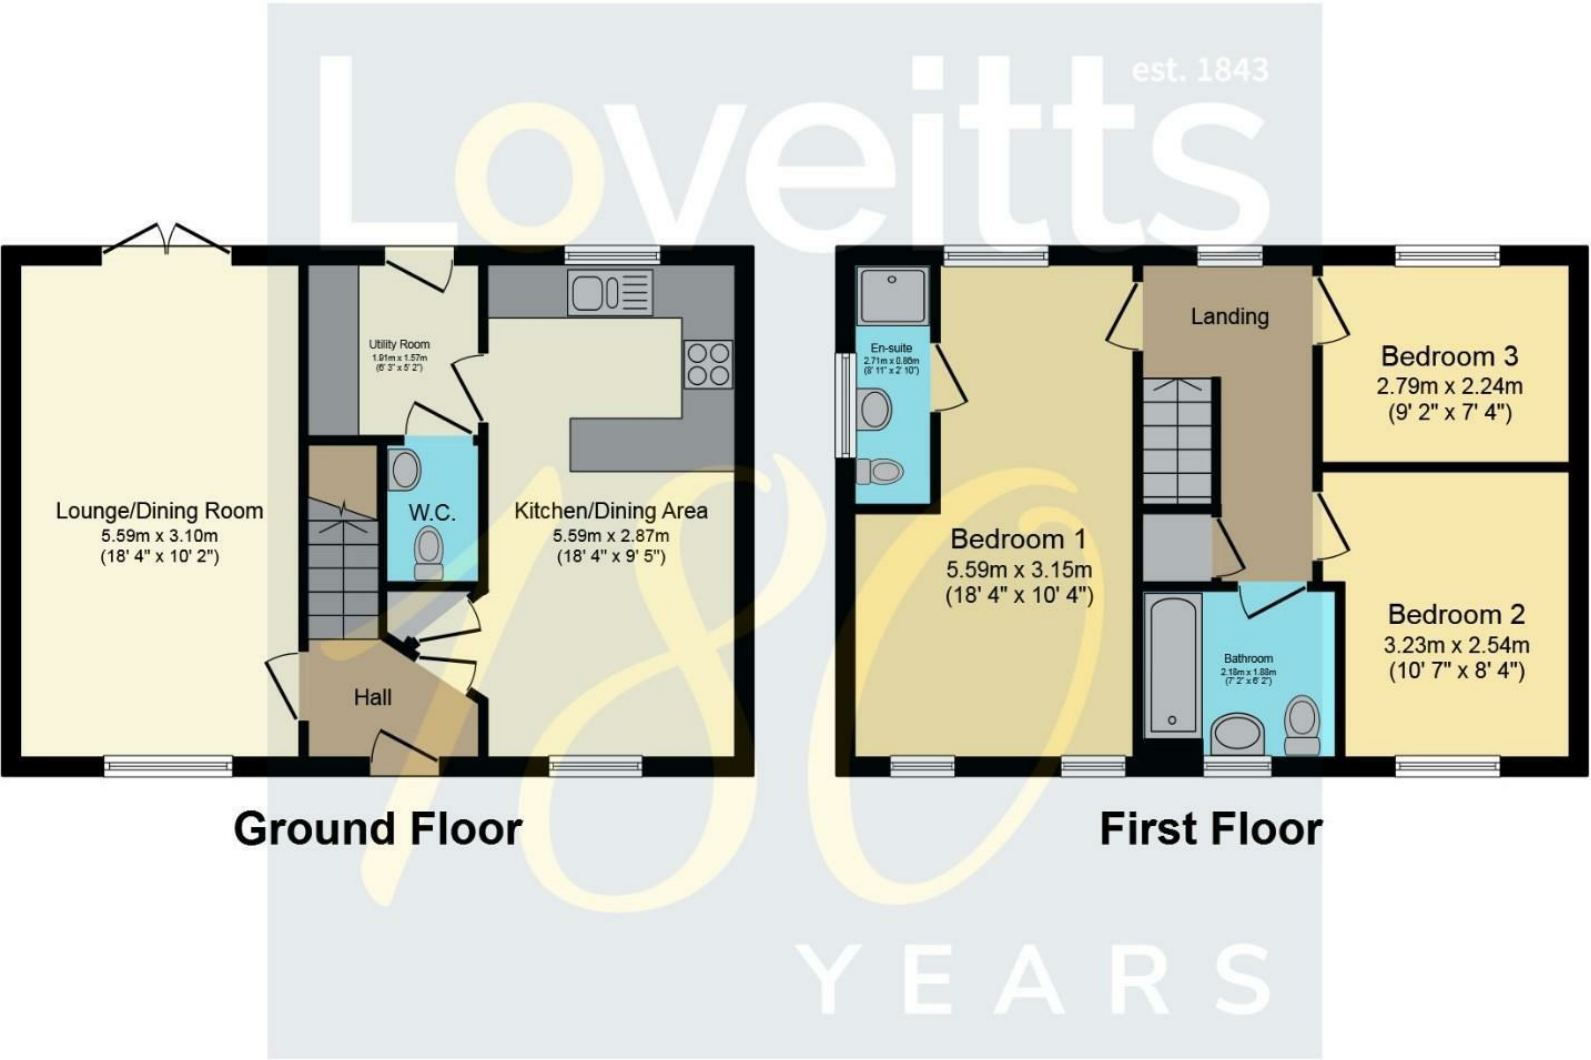 Loveitts
est. 1843
Utility Room
1.91m x 1.57m
(6' 3" x 5' 2")
Lounge/Dining Room
5.59m x 3.10m
(18' 4" x 10' 2")
W.C.
Kitchen/Dining Area
5.59m x 2.87m
(18' 4" x 9' 5")
Hall
Ground Floor
En-suite
2.71m x 0.86m
(8' 11" x 2' 10")
Landing
Bedroom 3
2.79m x 2.24m
(9' 2" x 7' 4")
Bedroom 1
5.59m x 3.15m
(18' 4" x 10' 4")
Bedroom 2
3.23m x 2.54m
(10' 7" x 8' 4")
Bathroom
2.18m x 1.88m
(7' 2" x 6' 2")
First Floor
180
YEARS